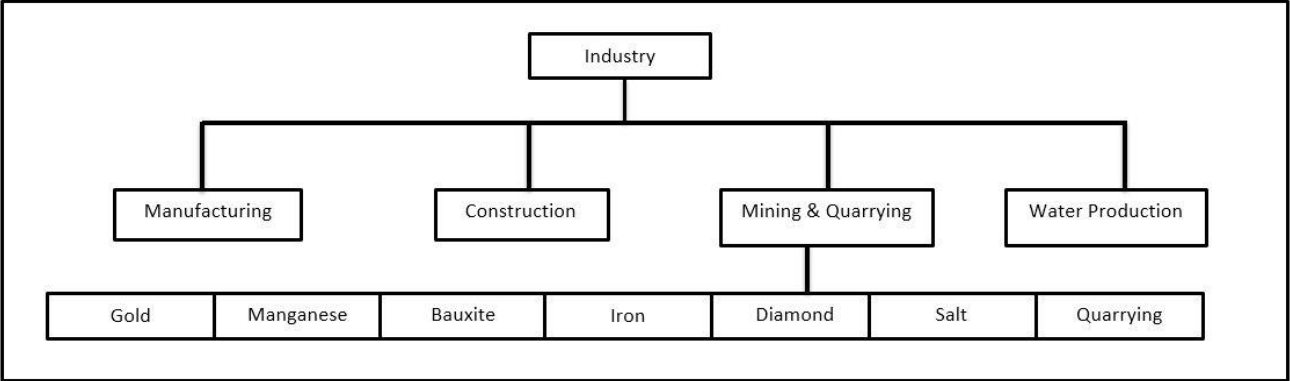 Industry
Manufacturing
Construction
Mining & Quarrying
Water Production
Gold
Manganese
Bauxite
Iron
Diamond
Salt
Quarrying